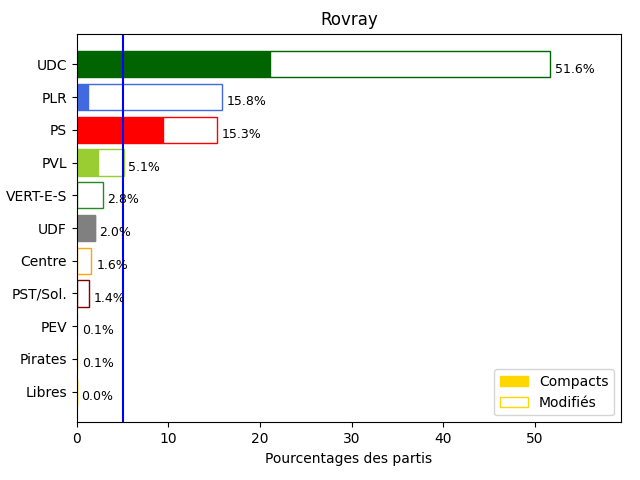 Rovray
UDC 51.6%
PLR 15.8%
PS 15.3%
PVL 5.1%
VERT-E-S 2.8%
UDF 2.0%
Centre 1.6%
PST/Sol. 1.4%
PEV 0.1%
Pirates 0.1%
Libres 0.0%
Compacts
Modifiés
0 10 20 30 40 50
Pourcentages des partis